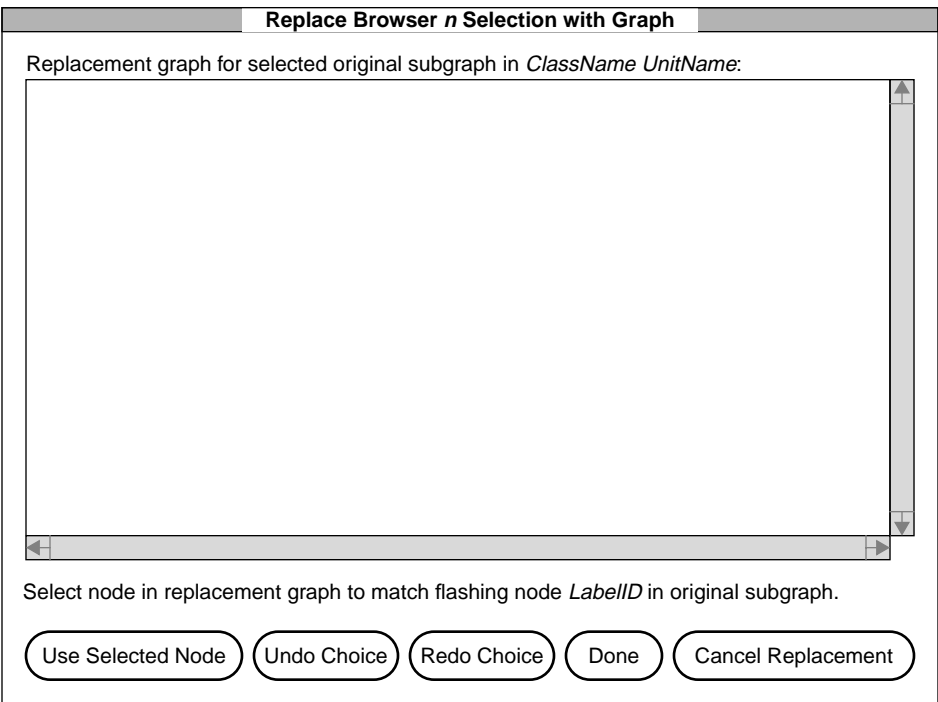 Replace Browser n Selection with Graph
Replacement graph for selected original subgraph in ClassName UnitName:
Select node in replacement graph to match flashing node LabelID in original subgraph.
Use Selected Node Undo Choice Redo Choice Done Cancel Replacement